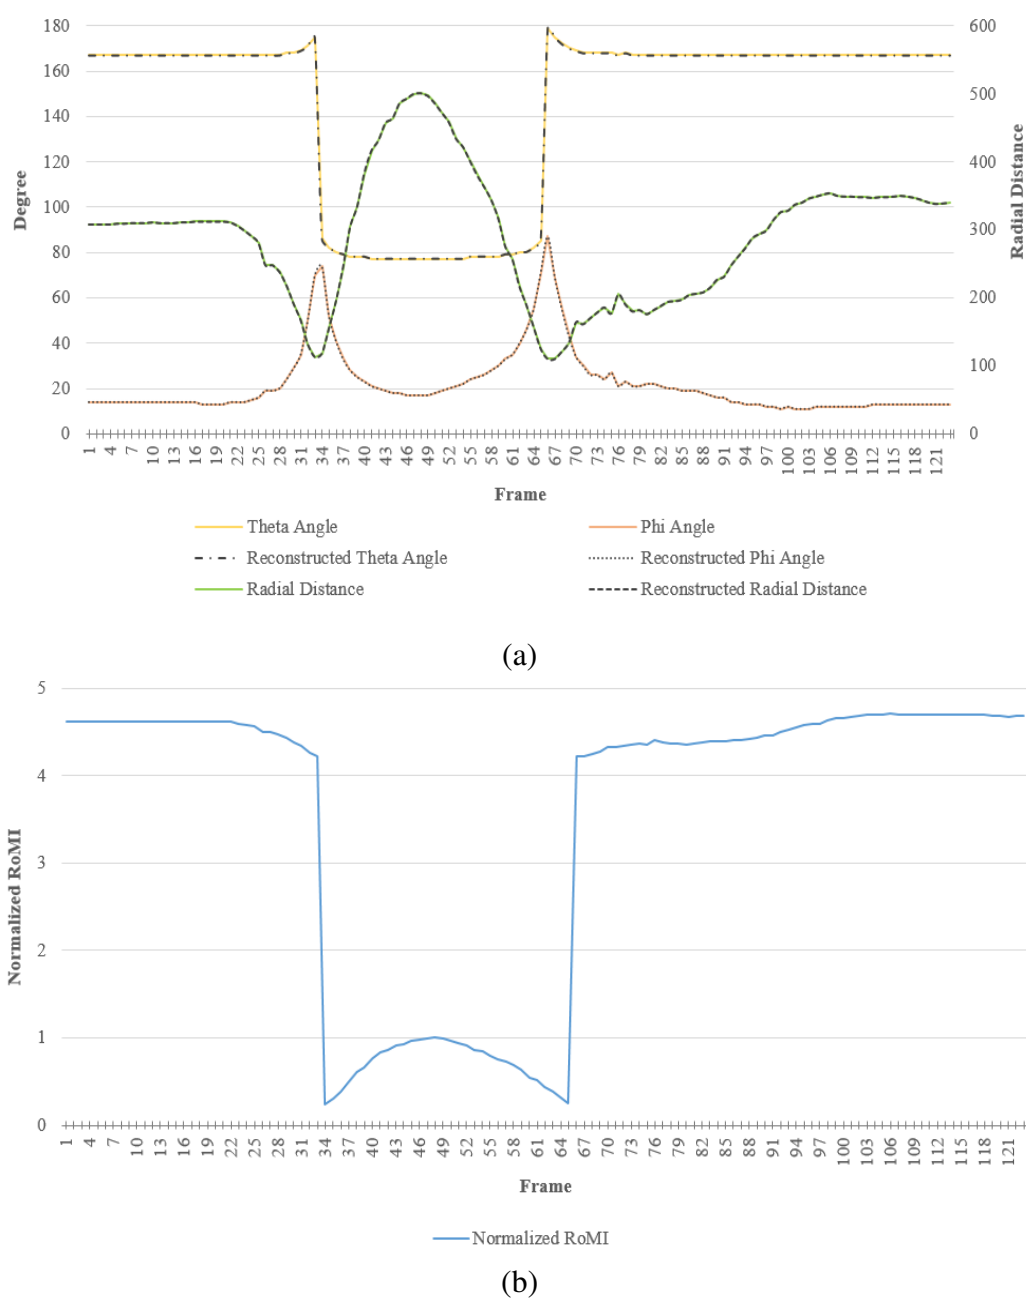 180
160
140
120
100
80
60
40
20
0
Degree
600
500
400
300
200
100
0
Radial Distance
1 4 7 10 13 16 19 22 25 28 31 34 37 40 43 46 49 52 55 58 61 64 67 70 73 76 79 82 85 88 91 94 97 100 103 106 109 112 115 118 121
Frame
Theta Angle Phi Angle
Reconstructed Theta Angle Reconstructed Phi Angle
Radial Distance Reconstructed Radial Distance
(a)
5
4
3
2
1
0
Normalized RoMI
1 4 7 10 13 16 19 22 25 28 31 34 37 40 43 46 49 52 55 58 61 64 67 70 73 76 79 82 85 88 91 94 97 100 103 106 109 112 115 118 121
Frame
Normalized RoMI
(b)